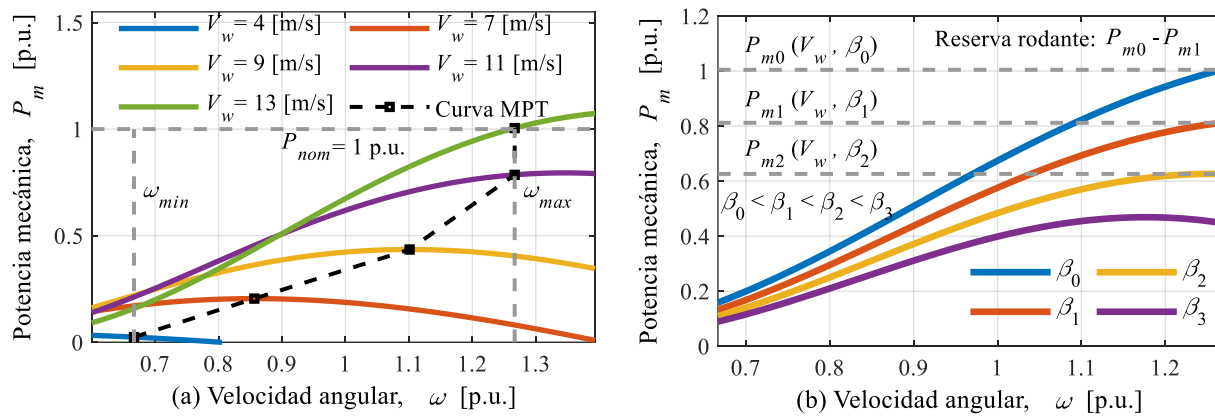 Potencia mecánica, P_m [p.u.]
1.5
1
0.5
0
V_w = 4 [m/s]
V_w = 7 [m/s]
V_w = 9 [m/s]
V_w = 11 [m/s]
V_w = 13 [m/s]
Curva MPT
P_nom = 1 p.u.
ω_min
ω_max
0.7 0.8 0.9 1 1.1 1.2 1.3
(a) Velocidad angular, ω [p.u.]
Potencia mecánica, P_m [p.u.]
1
0.8
0.6
0.4
0.2
0
P_m0 (V_w, β_0)
Reserva rodante: P_m0 - P_m1
P_m1 (V_w, β_1)
P_m2 (V_w, β_2)
β_0 < β_1 < β_2 < β_3
β_0
β_2
β_1
β_3
0.7 0.8 0.9 1 1.1 1.2
(b) Velocidad angular, ω [p.u.]